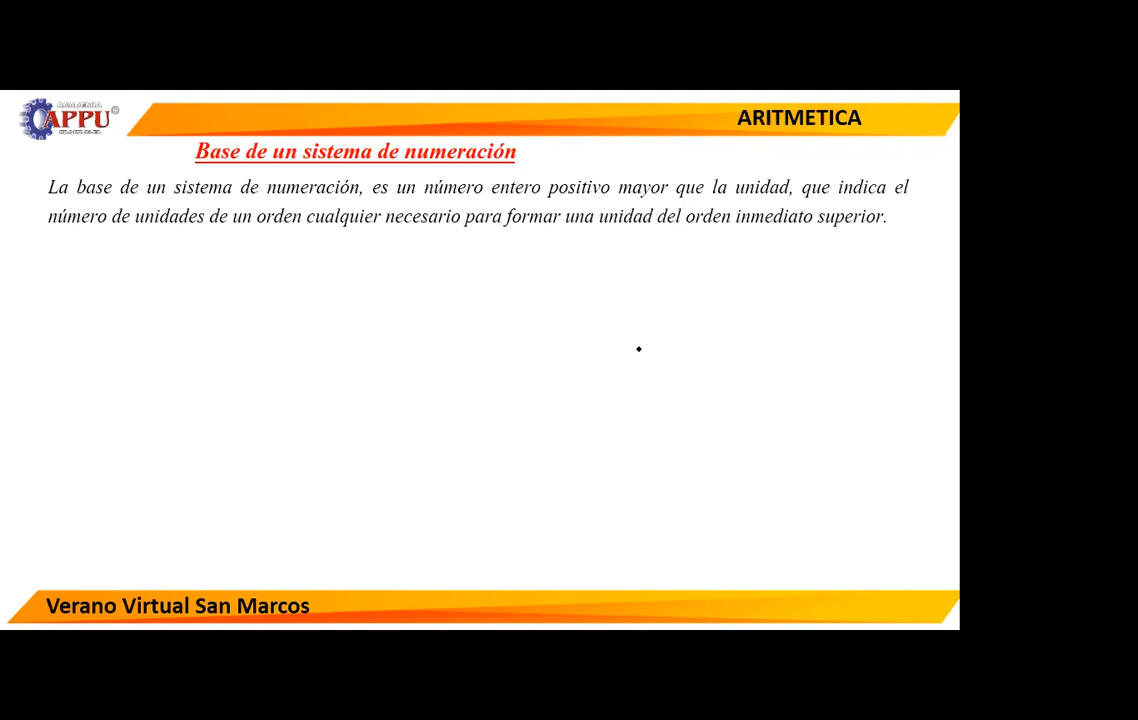 APPU
ARITMETICA
Base de un sistema de numeración
La base de un sistema de numeración, es un número entero positivo mayor que la unidad, que indica el
número de unidades de un orden cualquier necesario para formar una unidad del orden inmediato superior.
Verano Virtual San Marcos